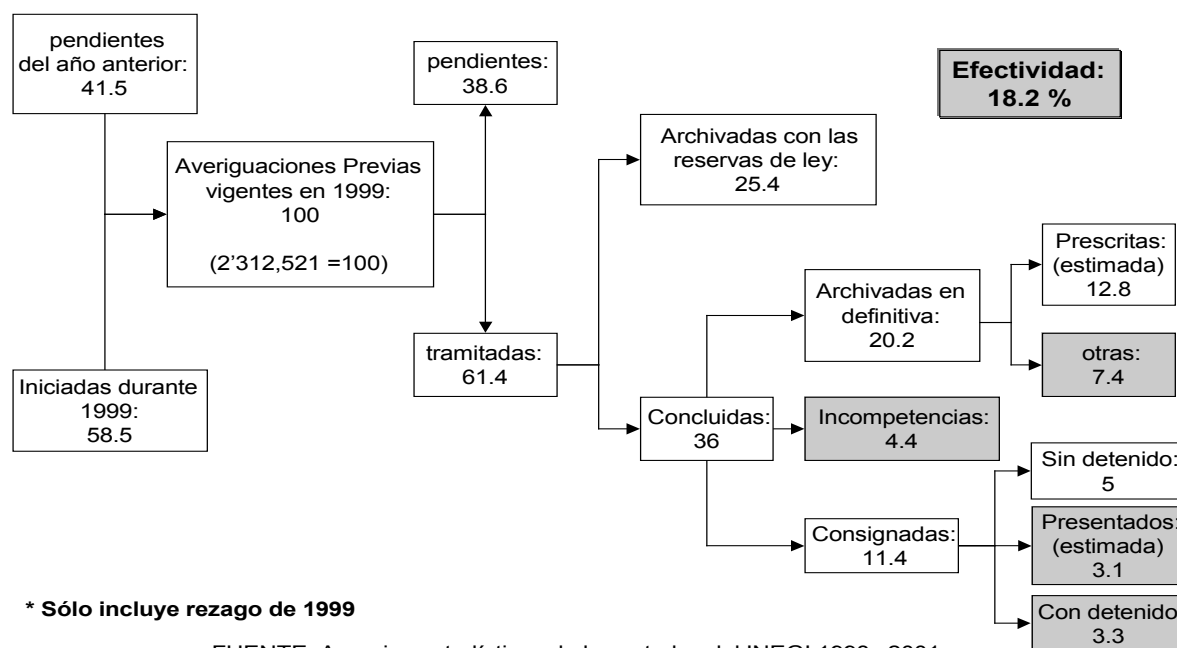 pendientes
del año anterior:
41.5
pendientes:
38.6
Efectividad:
18.2 %
Averiguaciones Previas
vigentes en 1999:
100
(2'312,521 =100)
Archivadas con las
reservas de ley:
25.4
Prescritas:
(estimada)
12.8
Archivadas en
definitiva:
20.2
tramitadas:
61.4
otras:
7.4
Iniciadas durante
1999:
58.5
Concluidas:
36
Incompetencias:
4.4
Sin detenido:
5
Consignadas:
11.4
Presentados:
(estimada)
3.1
Con detenido
3.3
* Sólo incluye rezago de 1999